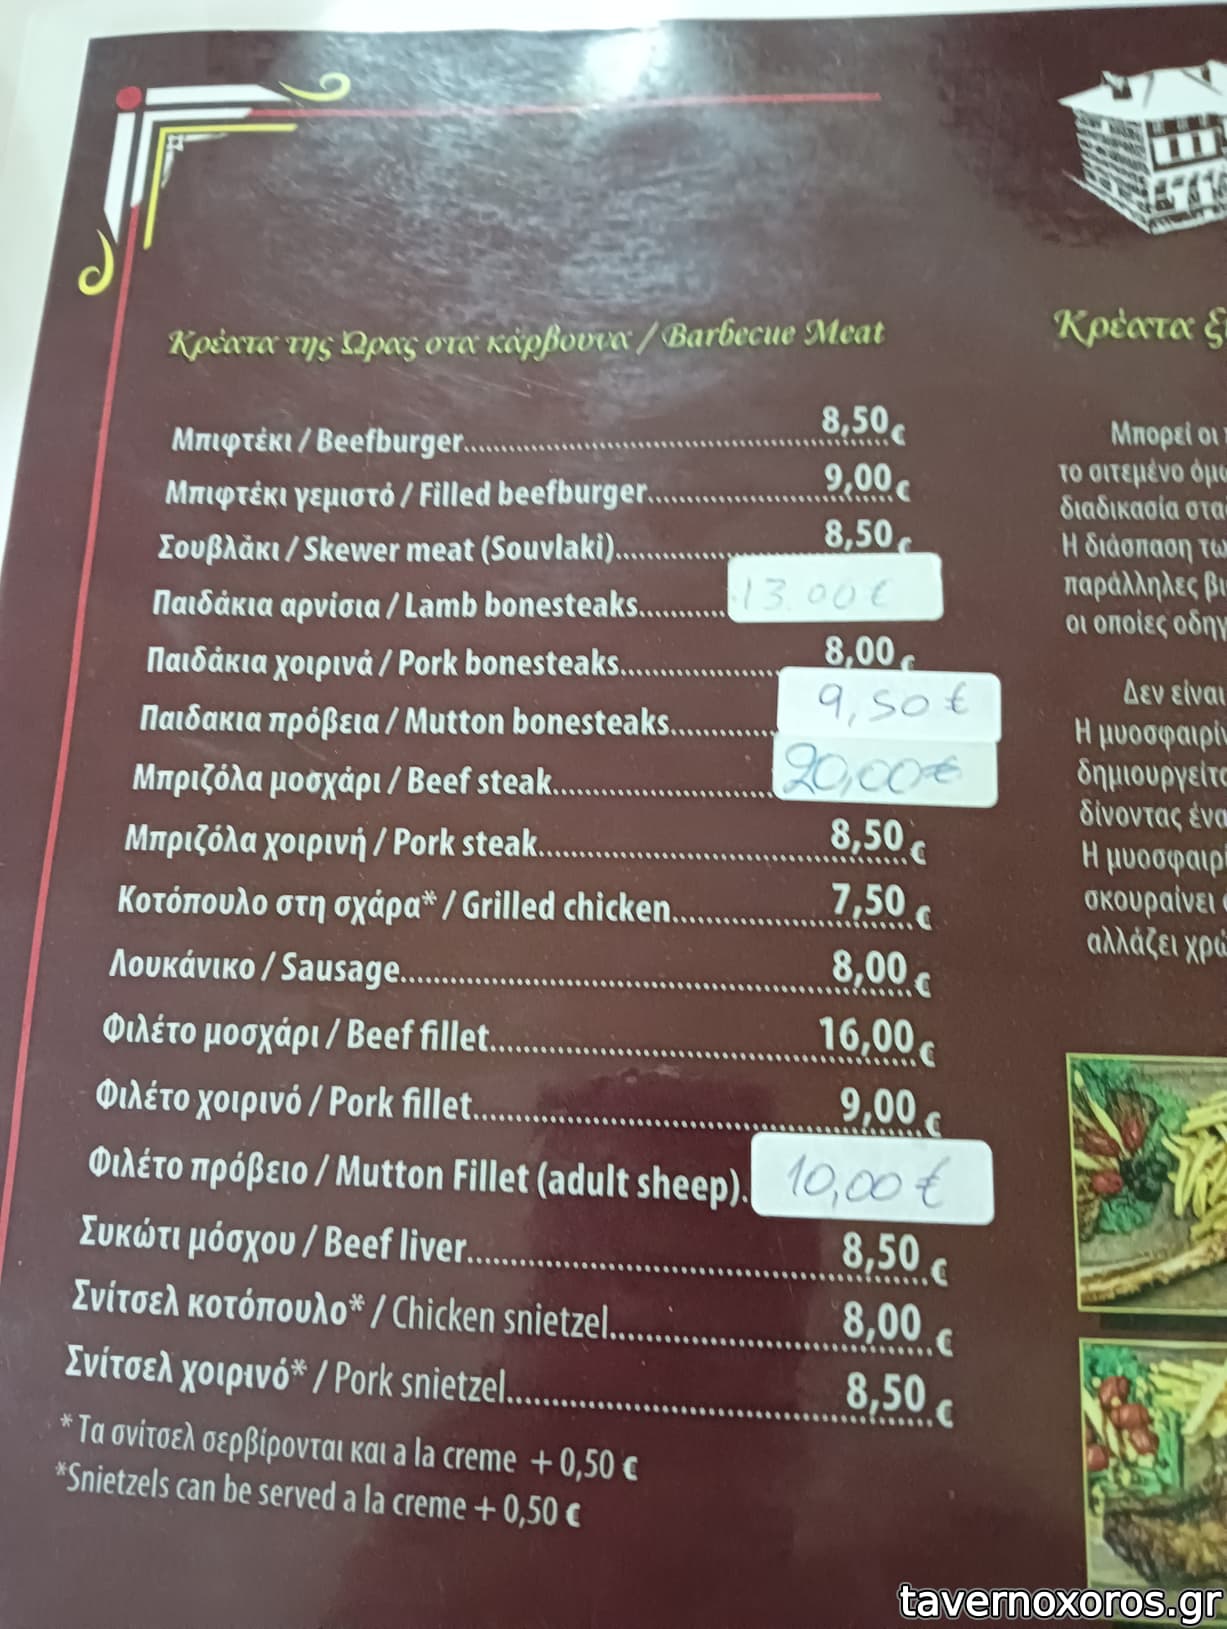 Κρέατα της Ώρας στα κάρβουνα / Barbecue Meat
Μπιφτέκι / Beefburger 8,50 €
Μπιφτέκι γεμιστό / Filled beefburger 9,00 €
Σουβλάκι / Skewer meat (Souvlaki) 8,50 €
Παιδάκια αρνίσια / Lamb bonesteaks 13.00 €
Παιδάκια χοιρινά / Pork bonesteaks 8,00 €
Παιδακια πρόβεια / Mutton bonesteaks 9,50 €
Μπριζόλα μοσχάρι / Beef steak 20,00 €
Μπριζόλα χοιρινή / Pork steak 8,50 €
Κοτόπουλο στη σχάρα* / Grilled chicken 7,50 €
Λουκάνικο / Sausage 8,00 €
Φιλέτο μοσχάρι / Beef fillet 16,00 €
Φιλέτο χοιρινό / Pork fillet 9,00 €
Φιλέτο πρόβειο / Mutton Fillet (adult sheep). 10,00 €
Συκώτι μόσχου / Beef liver 8,50 €
Σνίτσελ κοτόπουλο* / Chicken snietzel 8,00 €
Σνίτσελ χοιρινό* / Pork snietzel 8,50 €
* Τα σνίτσελ σερβίρονται και a la creme + 0,50 €
*Snietzels can be served a la creme + 0,50 €
Κρέατα
Μπορεί οι
το σιτεμένο
διαδικασία
Η διάσπαση
παράλληλες
οι οποίες
Δεν είναι
Η
δίνοντας ένα
Η
σκουραίνει
αλλάζει
tavernoxoros.gr